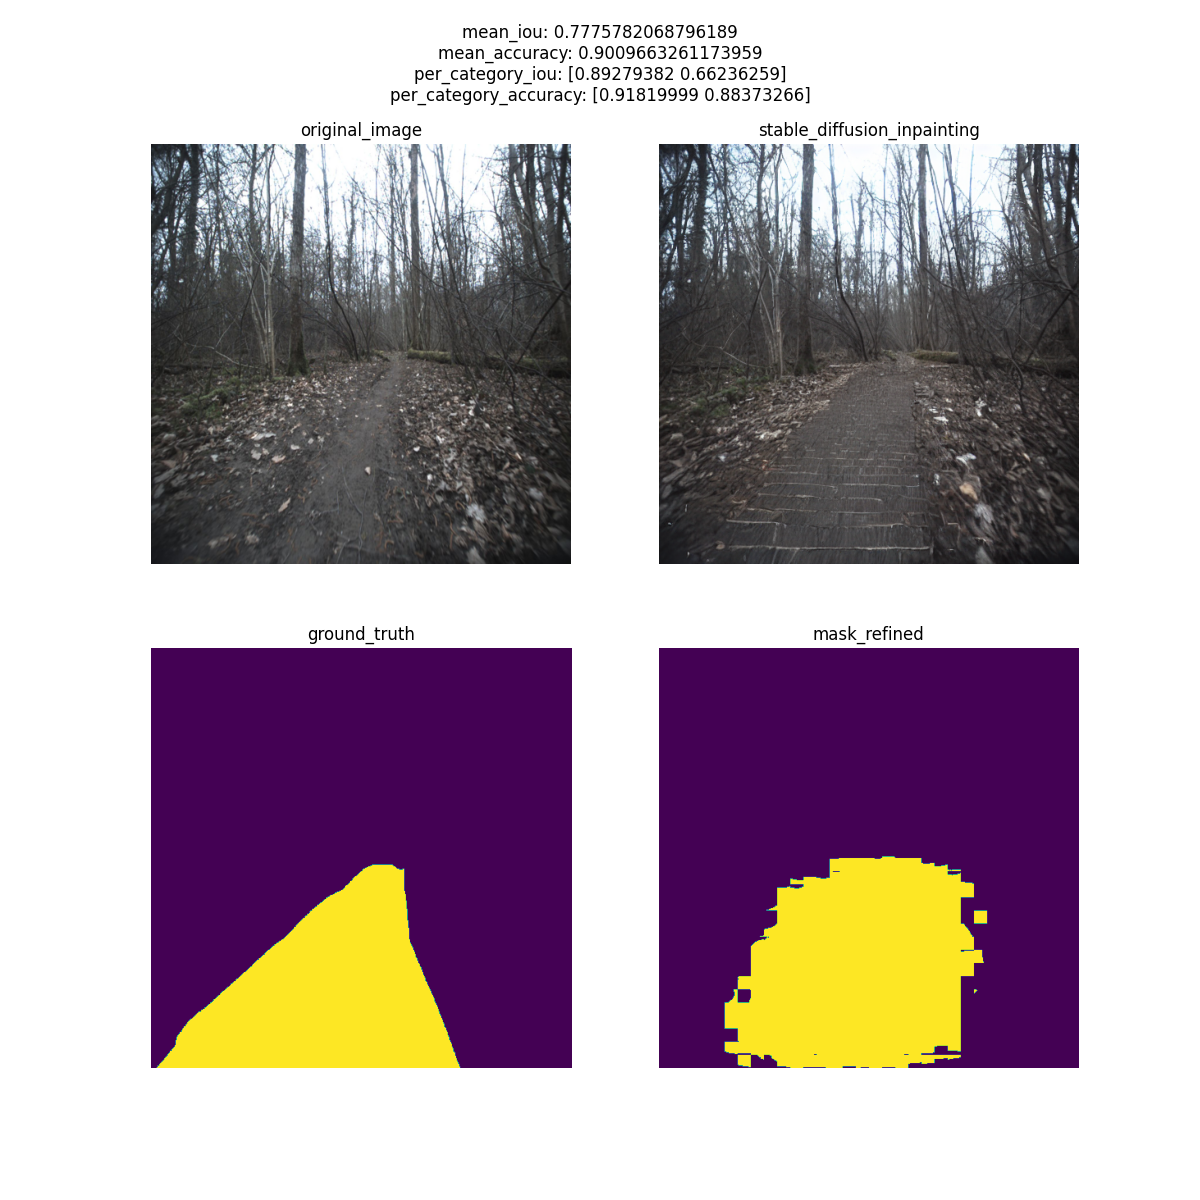 mean_iou: 0.7775782068796189
mean_accuracy: 0.9009663261173959
per_category_iou: [0.89279382 0.66236259]
per_category_accuracy: [0.91819999 0.88373266]
original_image
stable_diffusion_inpainting
ground_truth
mask_refined